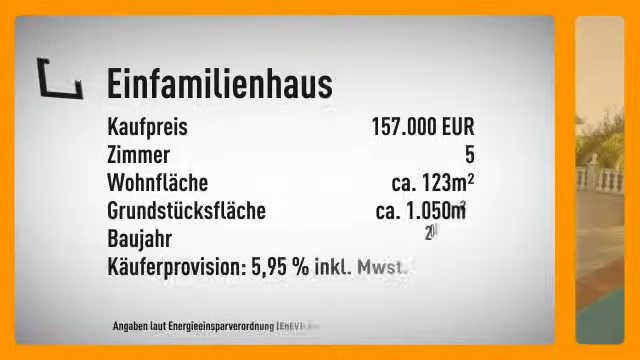 Einfamilienhaus
Kaufpreis 157.000 EUR
Zimmer 5
Wohnfläche ca. 123m²
Grundstücksfläche ca. 1.050m²
Baujahr
Käuferprovision: 5,95 % inkl. Mwst.
Angaben laut Energieeinsparverordnung (EnEV)